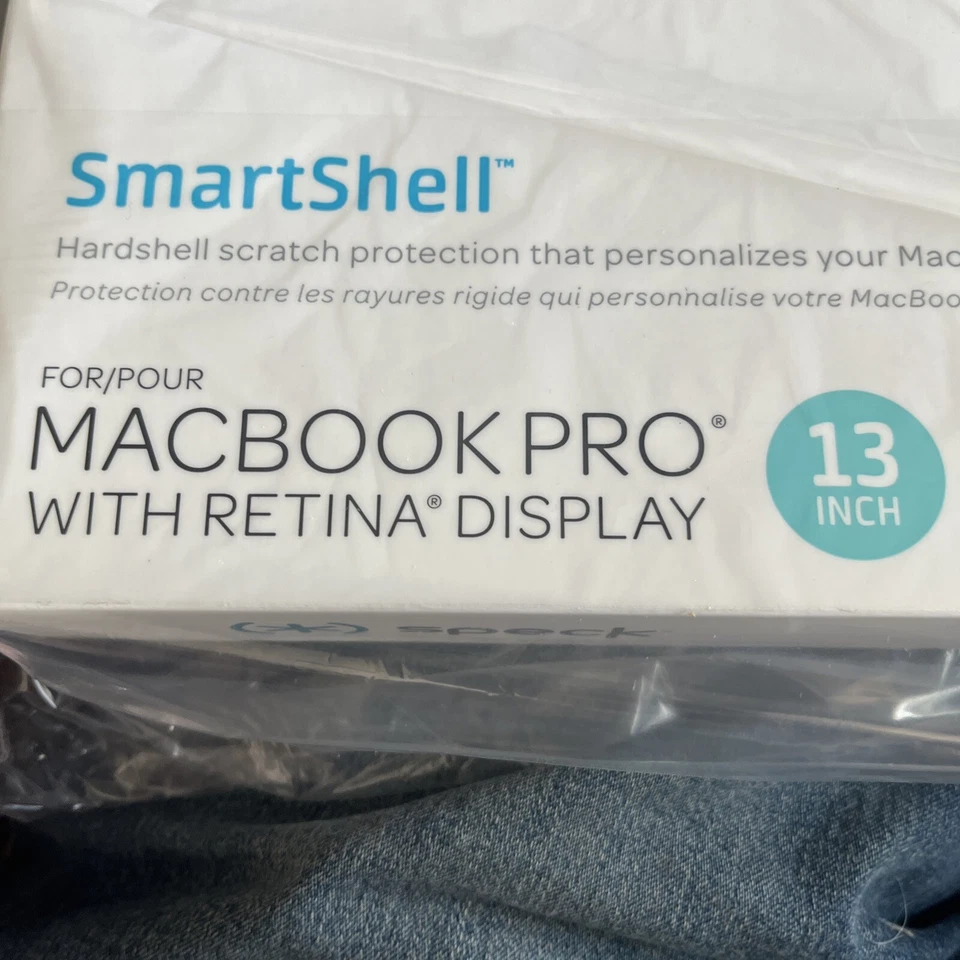 SmartShell™
Hardshell scratch protection that personalizes your Mac
Protection contre les rayures rigide qui personnalise votre MacBoo
FOR/POUR
MACBOOK PRO®
WITH RETINA® DISPLAY
13
INCH
speck